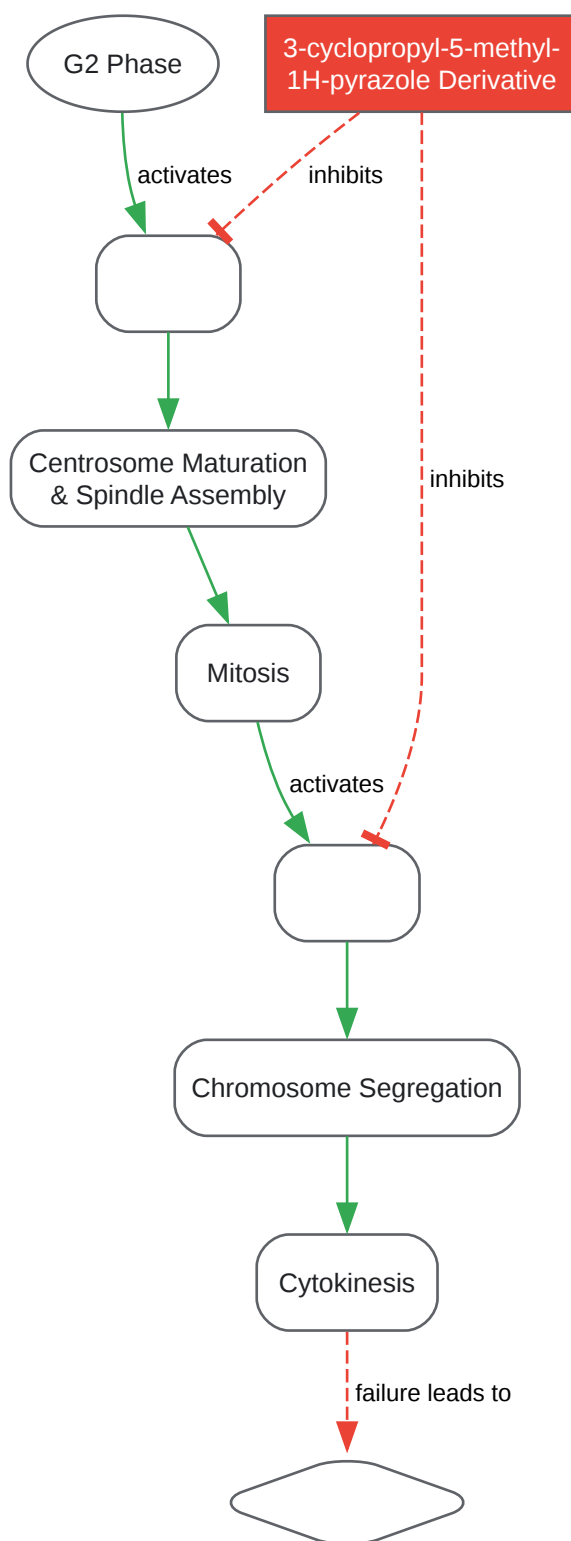 G2 Phase
3-cyclopropyl-5-methyl-
1H-pyrazole Derivative
activates
inhibits
Centrosome Maturation
& Spindle Assembly
inhibits
Mitosis
activates
Chromosome Segregation
Cytokinesis
failure leads to